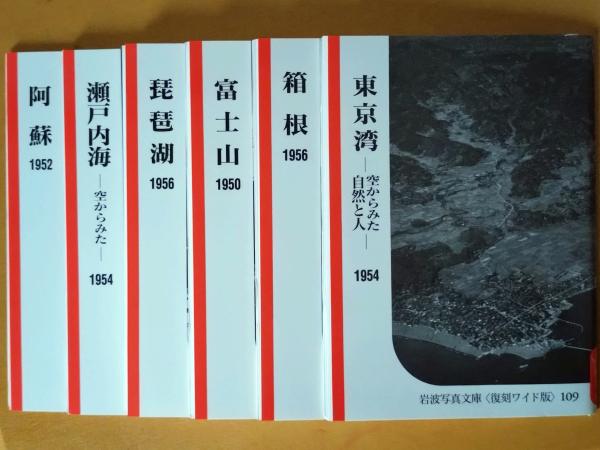 阿蘇
1952
瀬戸内海
―空からみた―
1954
琵琶湖
1956
富士山
1950
箱根
1956
東京湾
―空からみた―
自然と人
1954
岩波写真文庫〈復刻ワイド版〉109